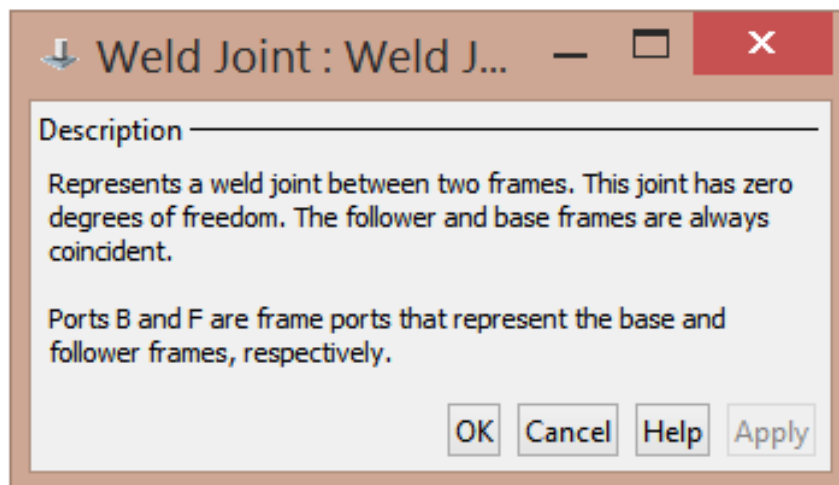 Weld Joint : Weld J...
Description
Represents a weld joint between two frames. This joint has zero
degrees of freedom. The follower and base frames are always
coincident.
Ports B and F are frame ports that represent the base and
follower frames, respectively.
OK Cancel Help Apply